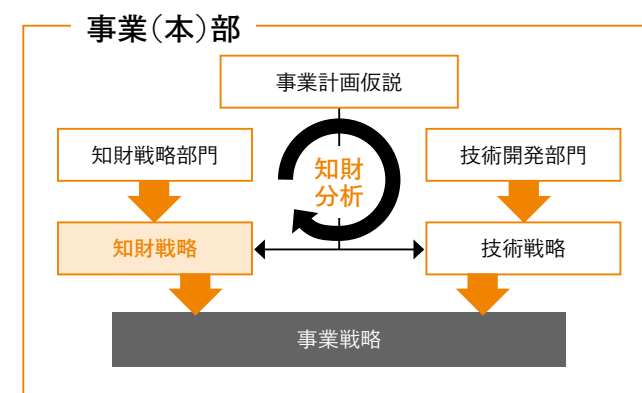 事業(本)部
事業計画仮説
知財戦略部門
知財
分析
技術開発部門
知財戦略
技術戦略
事業戦略